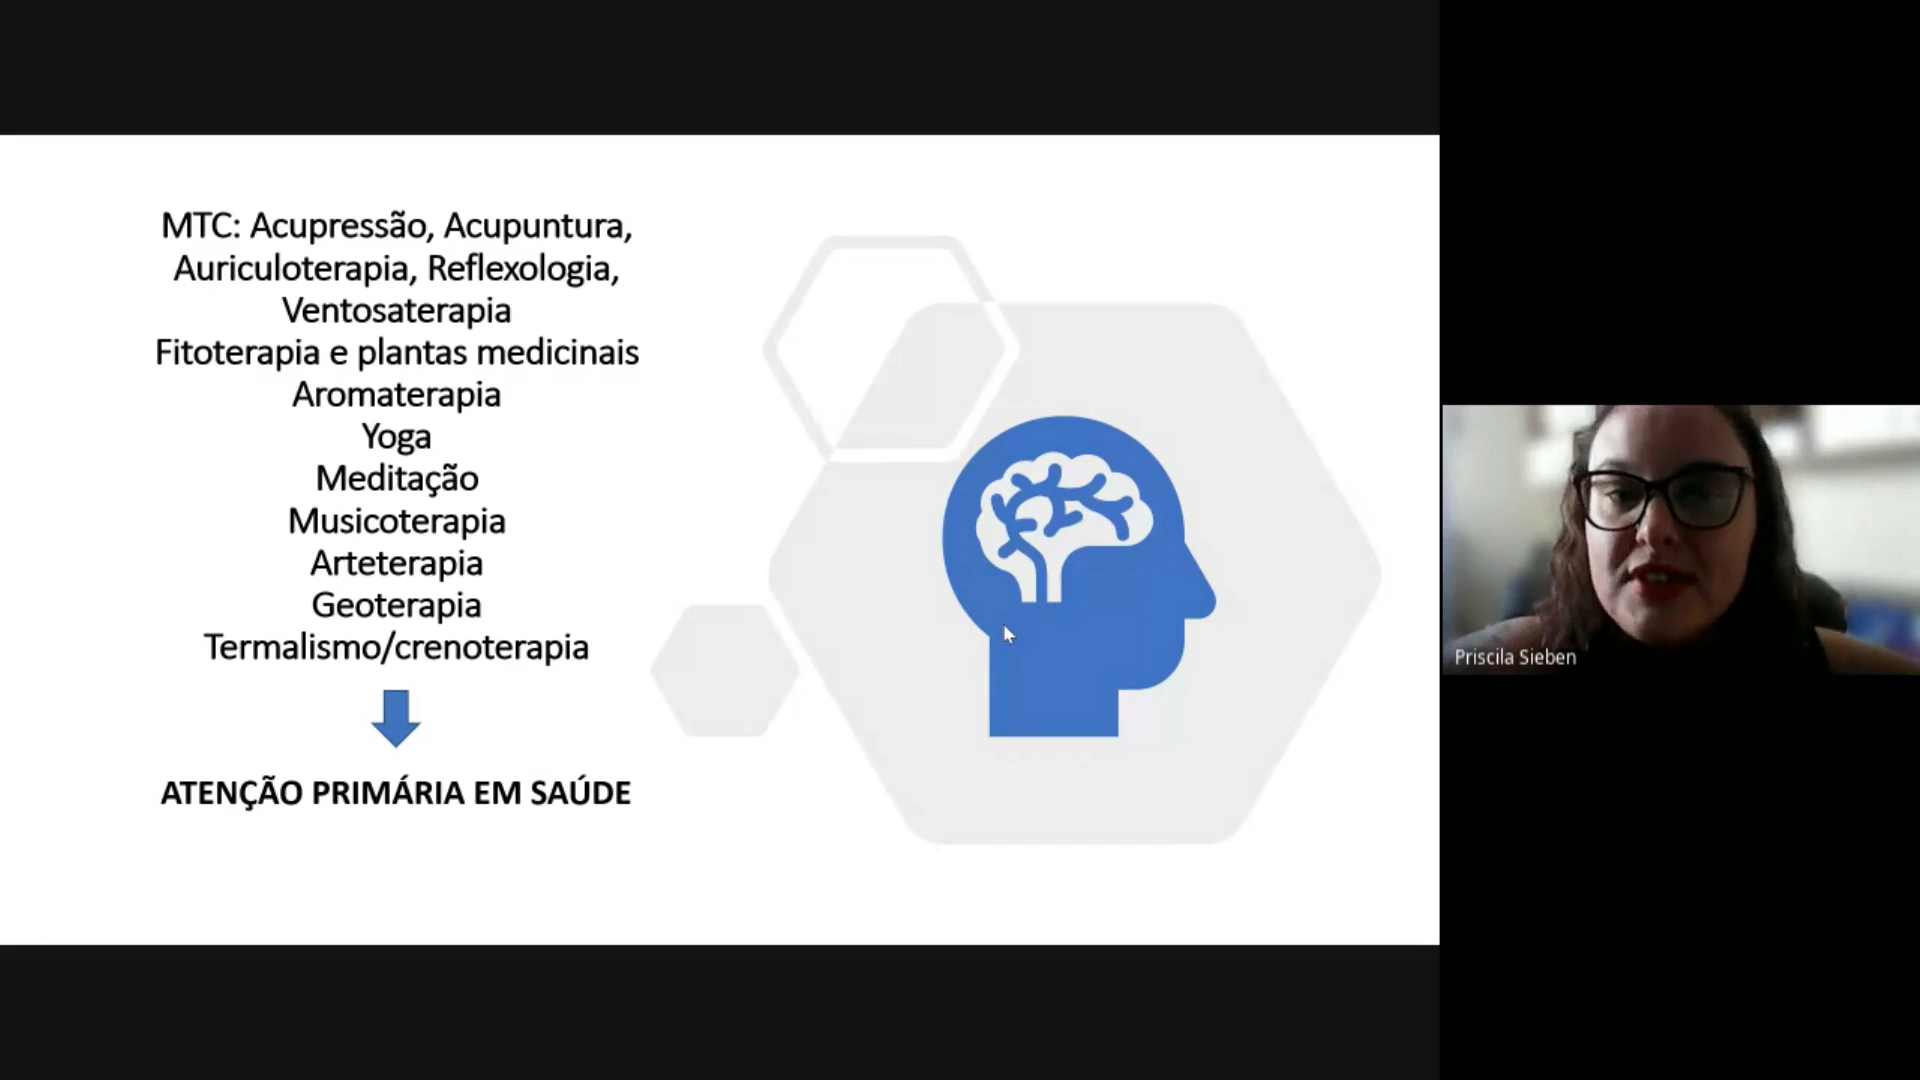 MTC: Acupressão, Acupuntura,
Auriculoterapia, Reflexologia,
Ventosaterapia
Fitoterapia e plantas medicinais
Aromaterapia
Yoga
Meditação
Musicoterapia
Arteterapia
Geoterapia
Termalismo/crenoterapia
ATENÇÃO PRIMÁRIA EM SAÚDE
Priscila Sieben